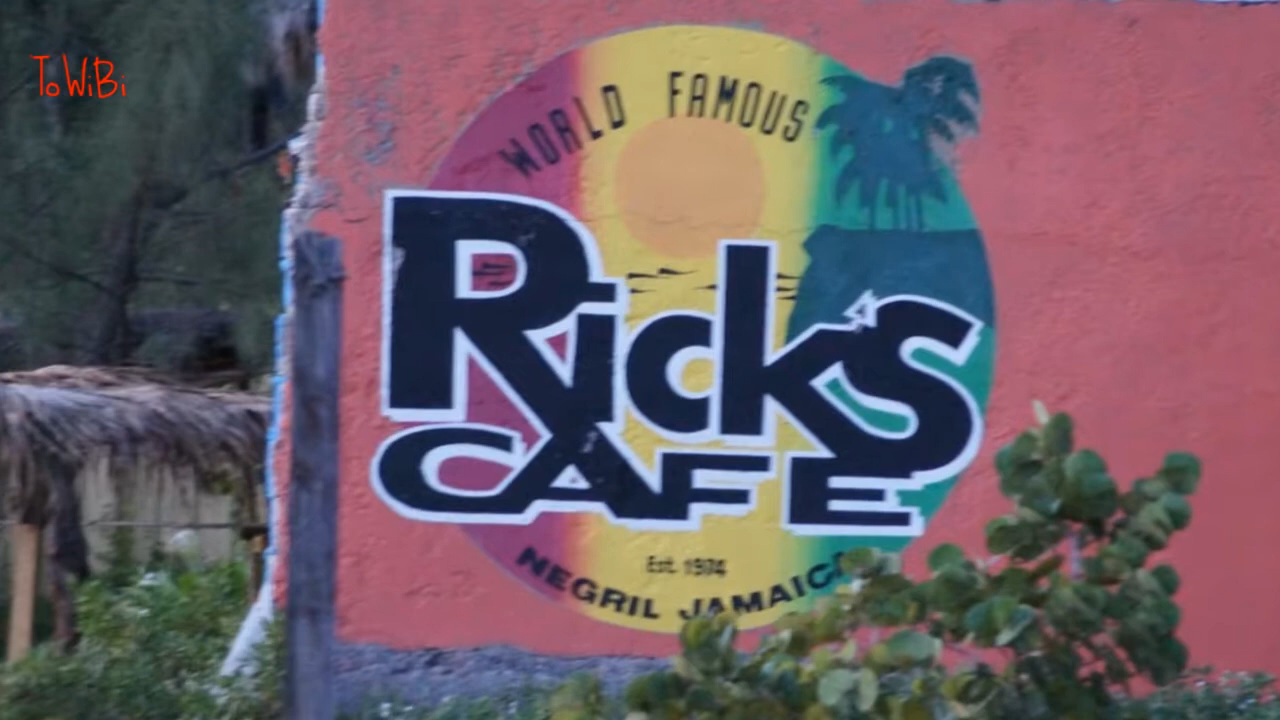 ToWiBi
WORLD FAMOUS
RICK'S
CAFE
Est. 1974
NEGRIL JAMAICA